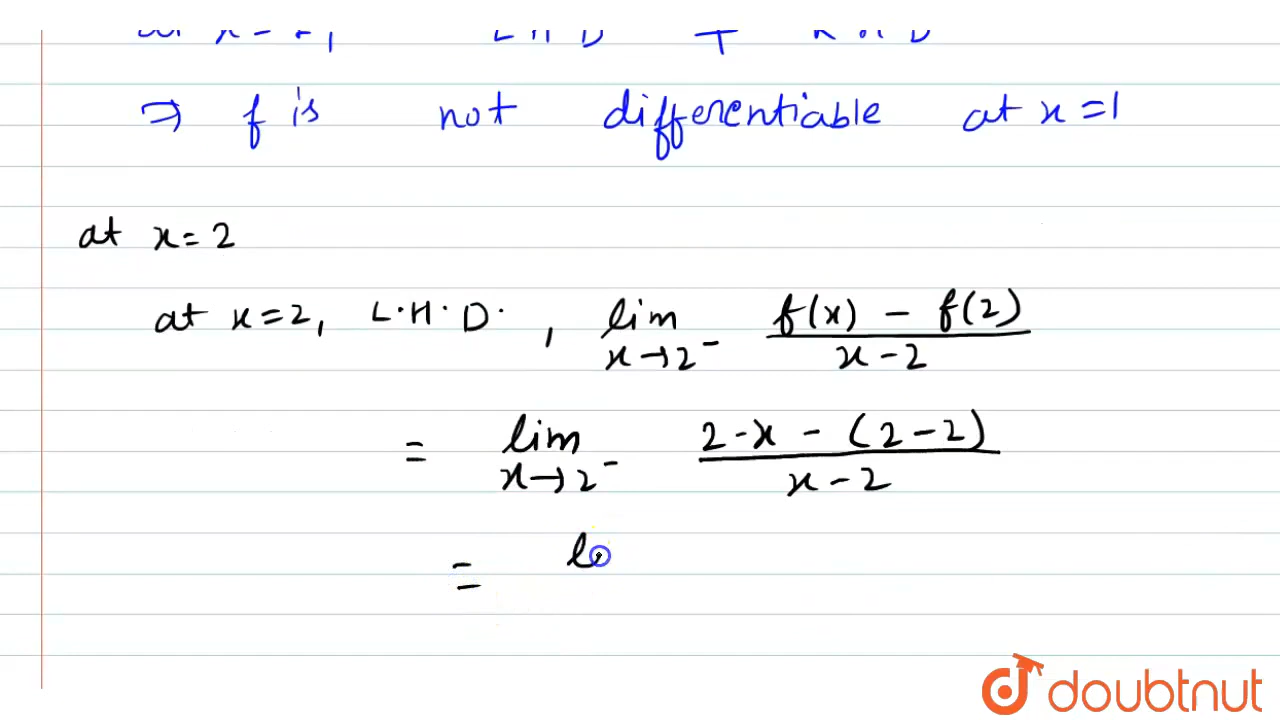 ⇒ f is not differentiable at x = 1
at x = 2
at x = 2, L.H.D., lim x→2⁻ f(x) - f(2) / x - 2
= lim x→2⁻ 2 - x - (2 - 2) / x - 2
= l
doubtnut